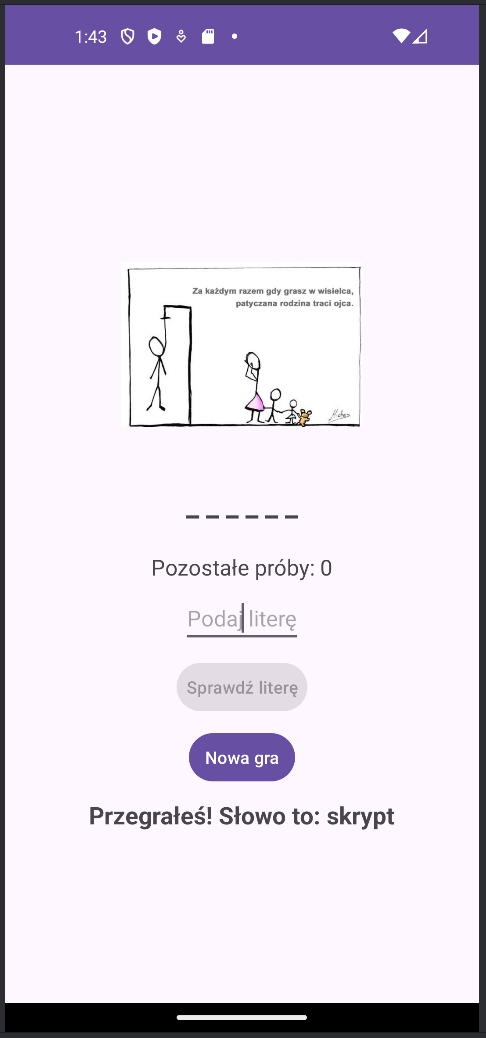 1:43
Za każdym razem gdy grasz w wisielca,
patyczana rodzina traci ojca.
______
Pozostałe próby: 0
Podaj literę
Sprawdź literę
Nowa gra
Przegrałeś! Słowo to: skrypt